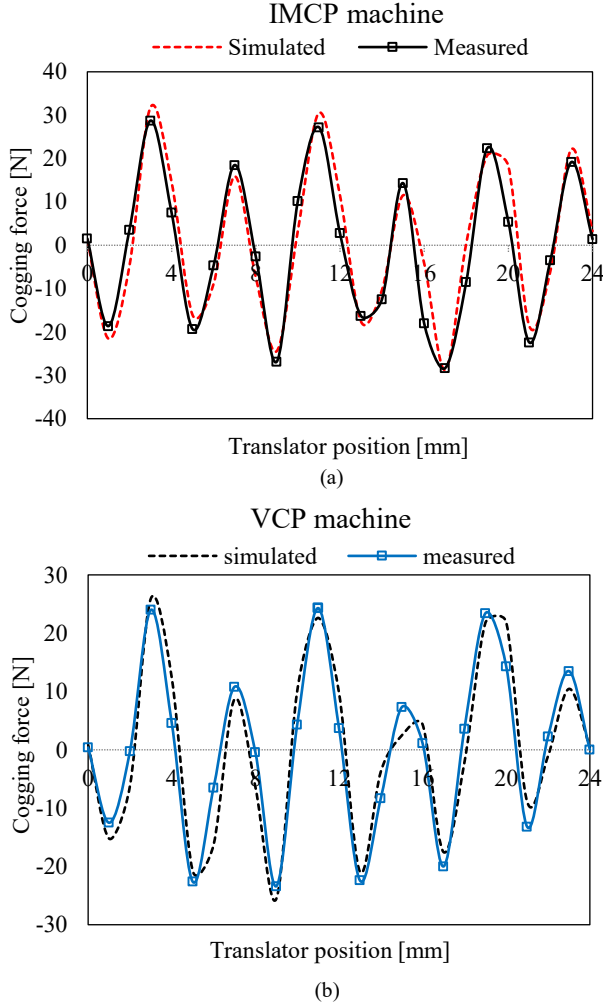 IMCP machine
Simulated Measured
40
30
20
10
0
-10
-20
-30
-40
0 4 8 12 16 20 24
Cogging force [N]
Translator position [mm]
(a)
VCP machine
simulated measured
30
20
10
0
-10
-20
-30
0 4 8 12 16 20 24
Cogging force [N]
Translator position [mm]
(b)